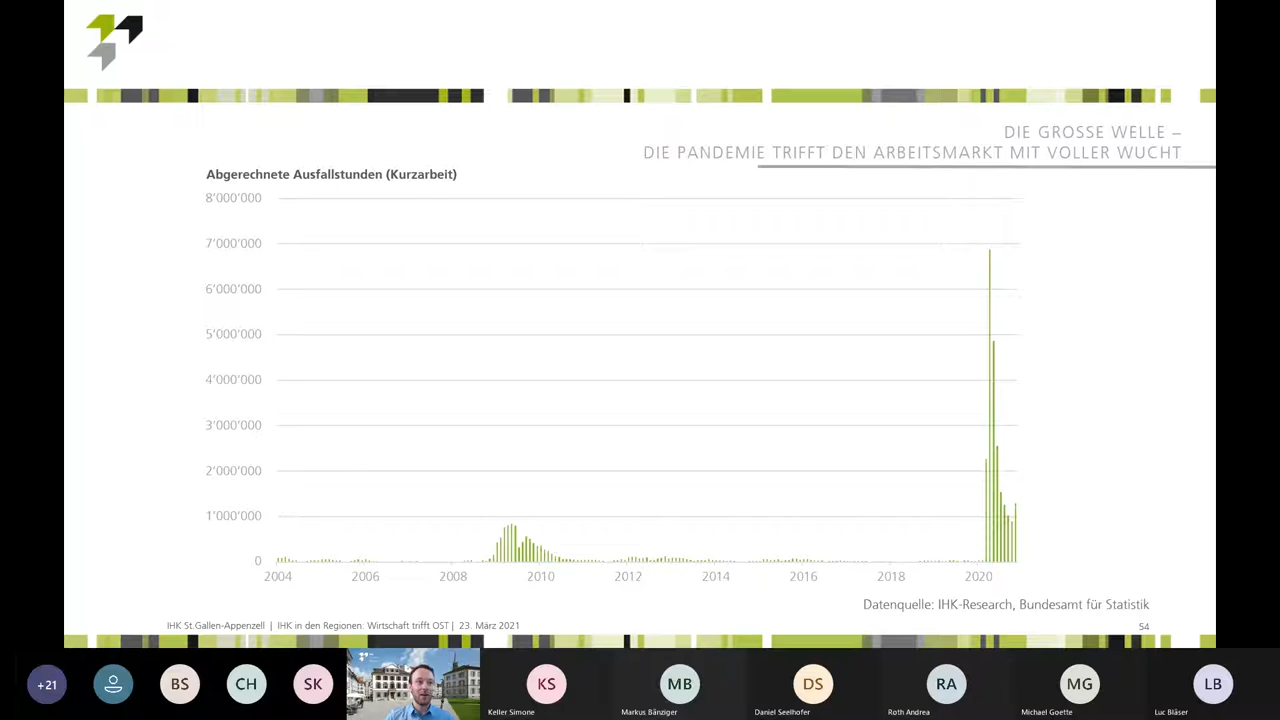 DIE GROSSE WELLE –
DIE PANDEMIE TRIFFT DEN ARBEITSMARKT MIT VOLLER WUCHT
Abgerechnete Ausfallstunden (Kurzarbeit)
8'000'000
7'000'000
6'000'000
5'000'000
4'000'000
3'000'000
2'000'000
1'000'000
0
2004 2006 2008 2010 2012 2014 2016 2018 2020
Datenquelle: IHK-Research, Bundesamt für Statistik
IHK St.Gallen-Appenzell | IHK in den Regionen: Wirtschaft trifft OST | 23. März 2021
54
+21 BS CH SK KS MB DS RA MG LB
Keller Simone Markus Bänziger Daniel Seelhofer Roth Andrea Michael Goette Luc Bläser